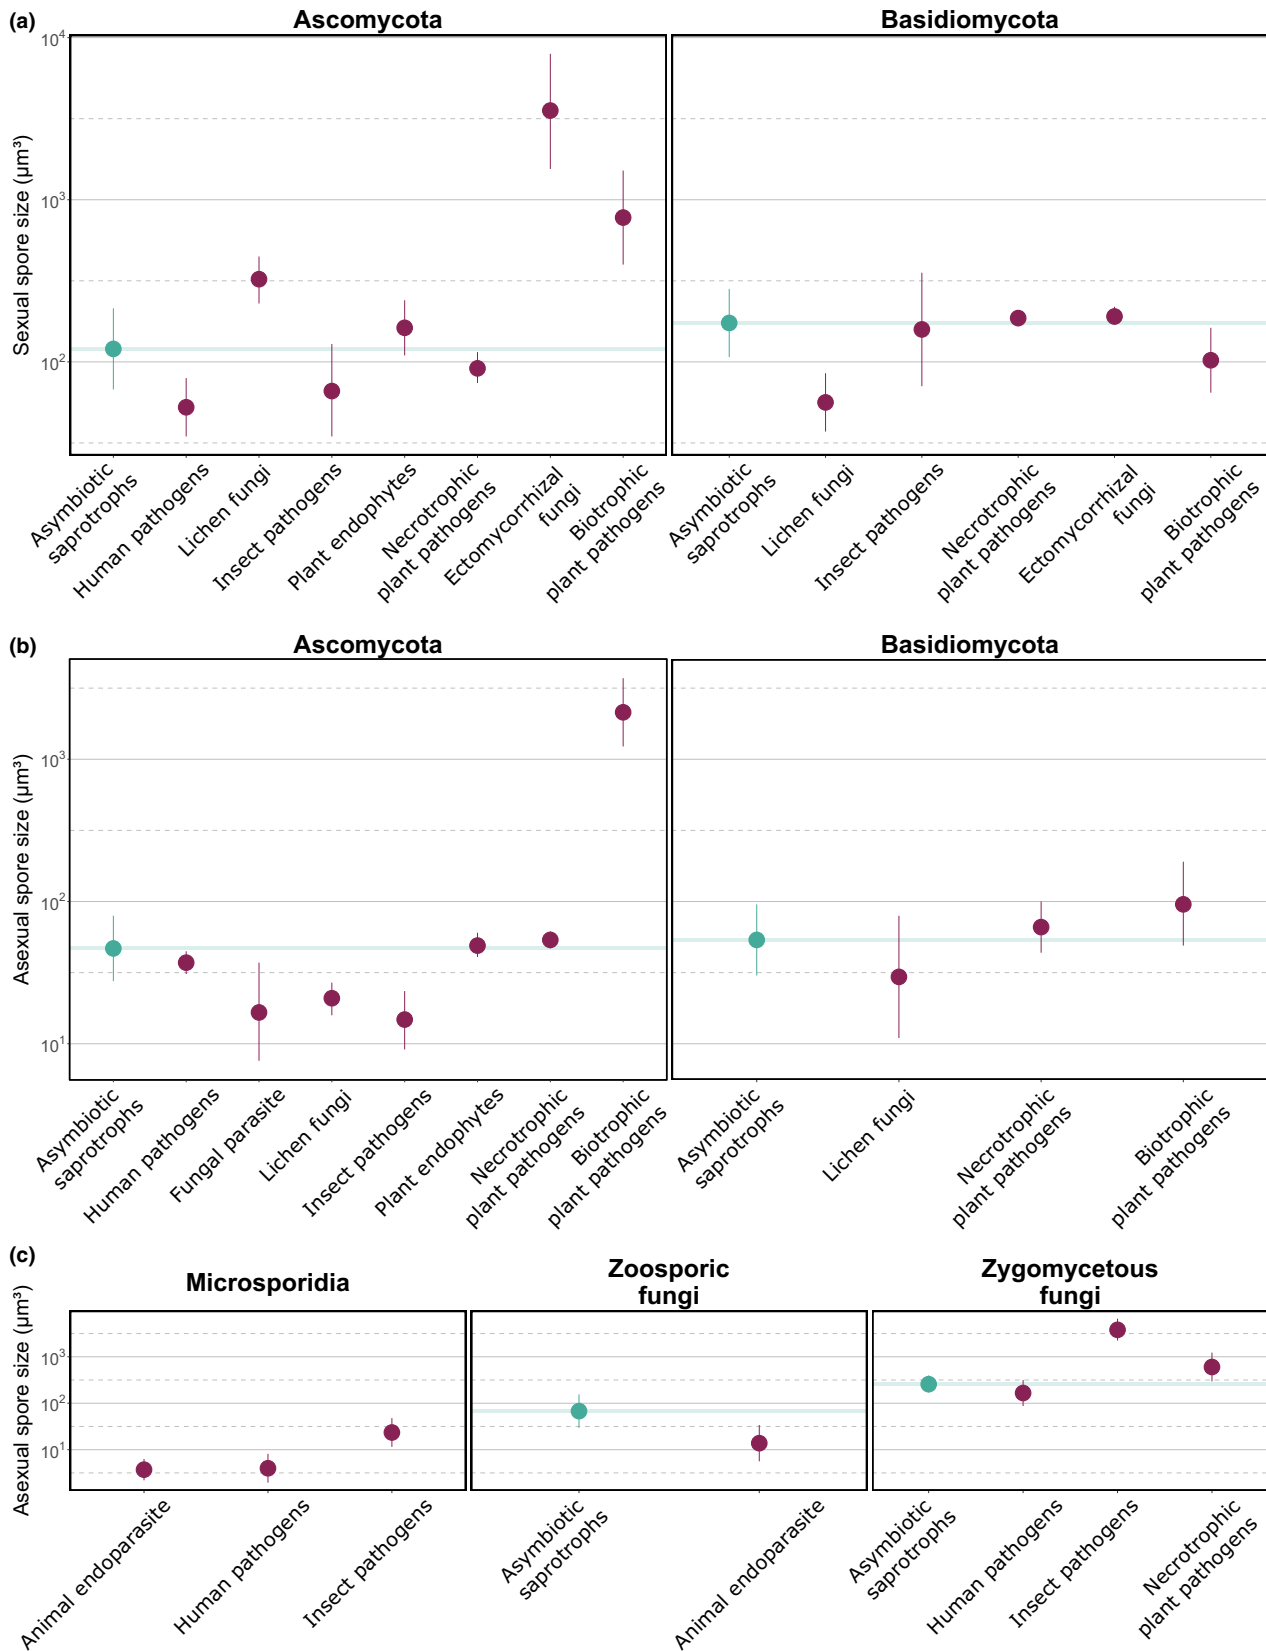 (a)
Ascomycota
Basidiomycota
Sexual spore size (µm³)
10⁴
10³
10²
Asymbiotic
saprotrophs
Human pathogens
Lichen fungi
Insect pathogens
Plant endophytes
Necrotrophic
plant pathogens
Ectomycorrhizal
fungi
Biotrophic
plant pathogens
Asymbiotic
saprotrophs
Lichen fungi
Insect pathogens
Necrotrophic
plant pathogens
Ectomycorrhizal
fungi
Biotrophic
plant pathogens
(b)
Ascomycota
Basidiomycota
Asexual spore size (µm³)
10³
10²
10¹
Asymbiotic
saprotrophs
Human pathogens
Fungal parasite
Lichen fungi
Insect pathogens
Plant endophytes
Necrotrophic
plant pathogens
Biotrophic
plant pathogens
Asymbiotic
saprotrophs
Lichen fungi
Necrotrophic
plant pathogens
Biotrophic
plant pathogens
(c)
Microsporidia
Zoosporic
fungi
Zygomycetous
fungi
Asexual spore size (µm³)
10³
10²
10¹
Animal endoparasite
Human pathogens
Insect pathogens
Asymbiotic
saprotrophs
Animal endoparasite
Asymbiotic
saprotrophs
Human pathogens
Insect pathogens
Necrotrophic
plant pathogens